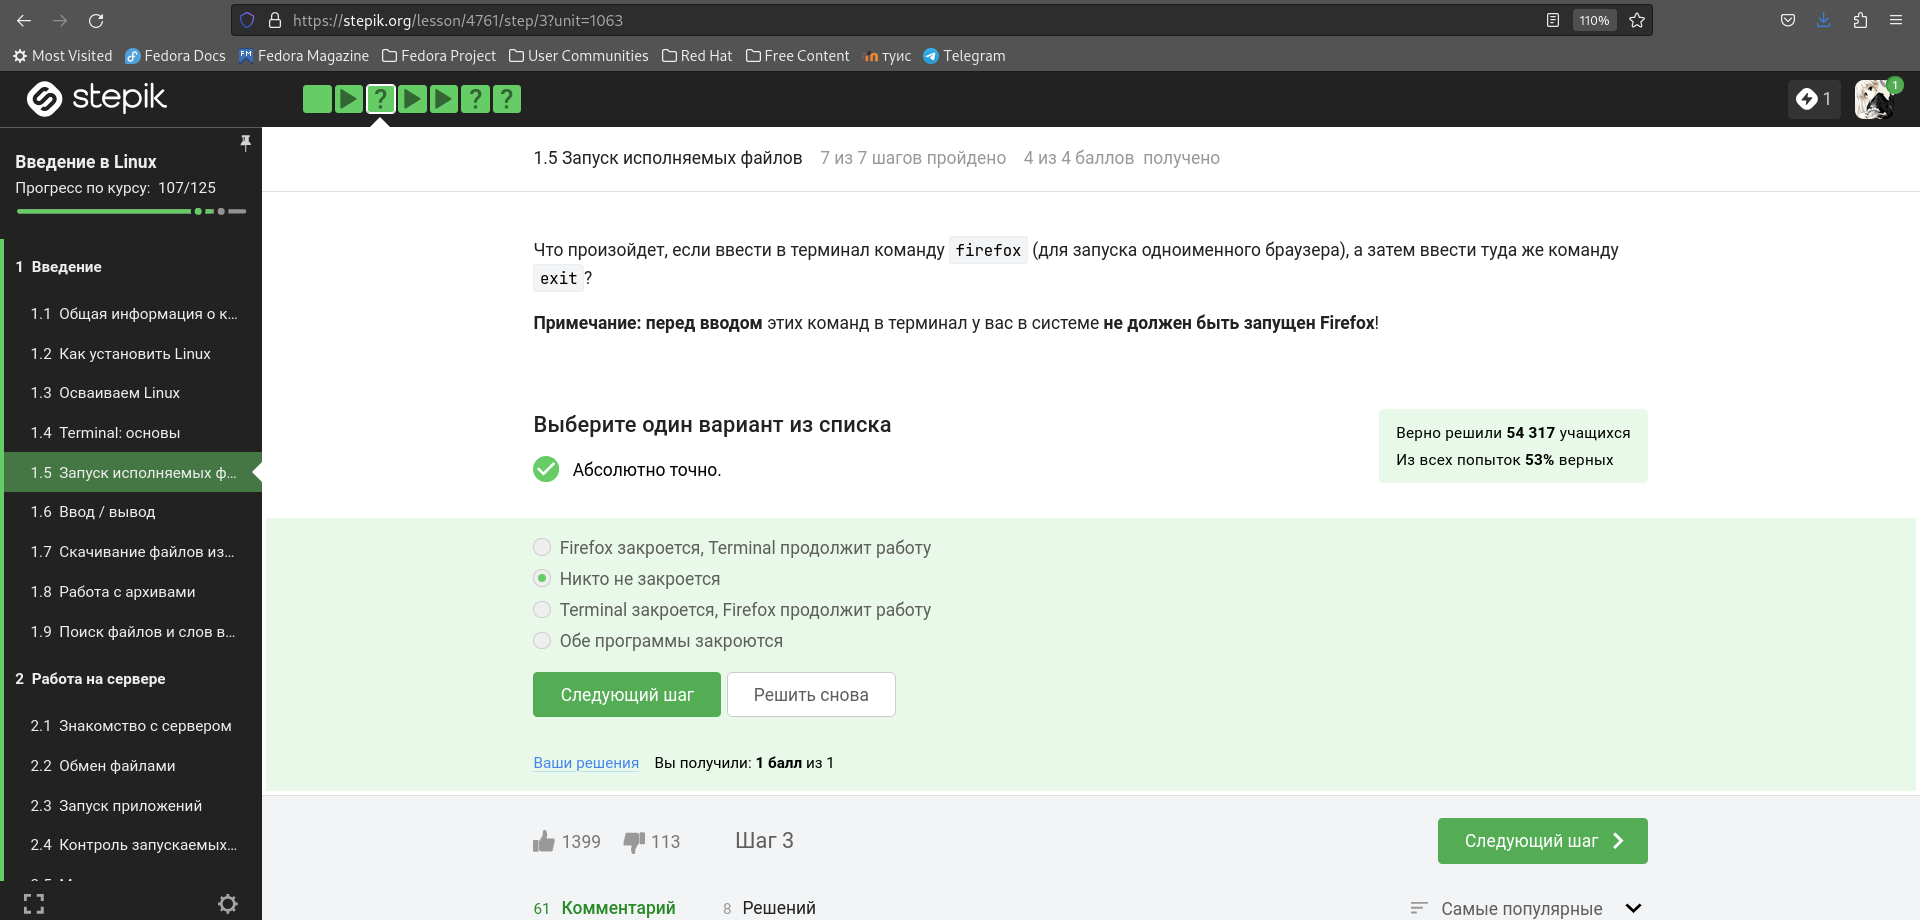 https://stepik.org/lesson/4761/step/3?unit=1063
110%
Most Visited
Fedora Docs
Fedora Magazine
Fedora Project
User Communities
Red Hat
Free Content
туис
Telegram
stepik
?
?
?
1
1
Введение в Linux
Прогресс по курсу: 107/125
1 Введение
1.1 Общая информация о к...
1.2 Как установить Linux
1.3 Осваиваем Linux
1.4 Terminal: основы
1.5 Запуск исполняемых ф...
1.6 Ввод / вывод
1.7 Скачивание файлов из...
1.8 Работа с архивами
1.9 Поиск файлов и слов в...
2 Работа на сервере
2.1 Знакомство с сервером
2.2 Обмен файлами
2.3 Запуск приложений
2.4 Контроль запускаемых...
1.5 Запуск исполняемых файлов 7 из 7 шагов пройдено 4 из 4 баллов получено
Что произойдет, если ввести в терминал команду firefox (для запуска одноименного браузера), а затем ввести туда же команду
exit ?
Примечание: перед вводом этих команд в терминал у вас в системе не должен быть запущен Firefox!
Выберите один вариант из списка
Абсолютно точно.
Верно решили 54 317 учащихся
Из всех попыток 53% верных
Firefox закроется, Terminal продолжит работу
Никто не закроется
Terminal закроется, Firefox продолжит работу
Обе программы закроются
Следующий шаг
Решить снова
Ваши решения Вы получили: 1 балл из 1
1399
113
Шаг 3
Следующий шаг
61 Комментарий
8 Решений
Самые популярные